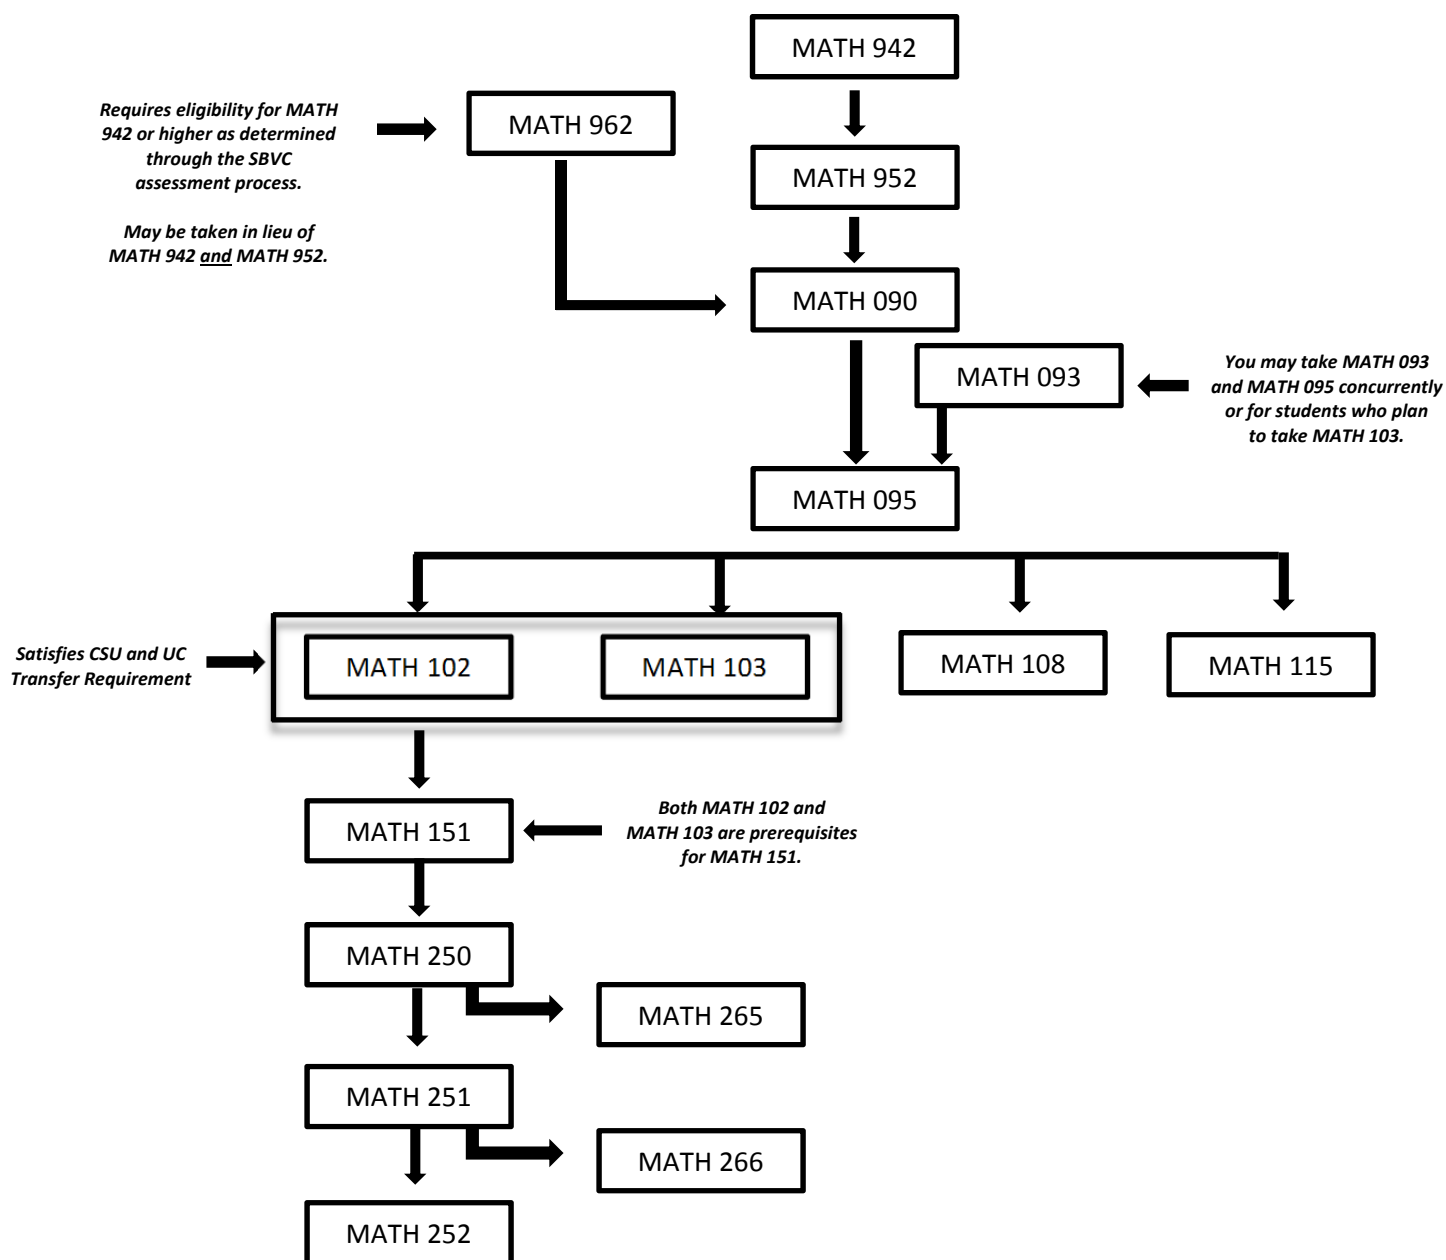 MATH 942
Requires eligibility for MATH
942 or higher as determined
through the SBVC
assessment process.
May be taken in lieu of
MATH 942 and MATH 952.
MATH 962
MATH 952
MATH 090
MATH 093
You may take MATH 093
and MATH 095 concurrently
or for students who plan
to take MATH 103.
MATH 095
Satisfies CSU and UC
Transfer Requirement
MATH 102
MATH 103
MATH 108
MATH 115
MATH 151
Both MATH 102 and
MATH 103 are prerequisites
for MATH 151.
MATH 250
MATH 265
MATH 251
MATH 266
MATH 252